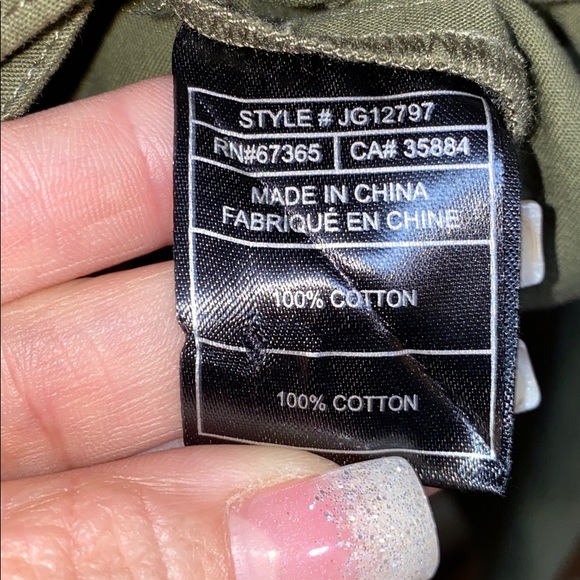 STYLE # JG12797
RN#67365 CA# 35884
MADE IN CHINA
FABRIQUÉ EN CHINE
100% COTTON
100% COTTON